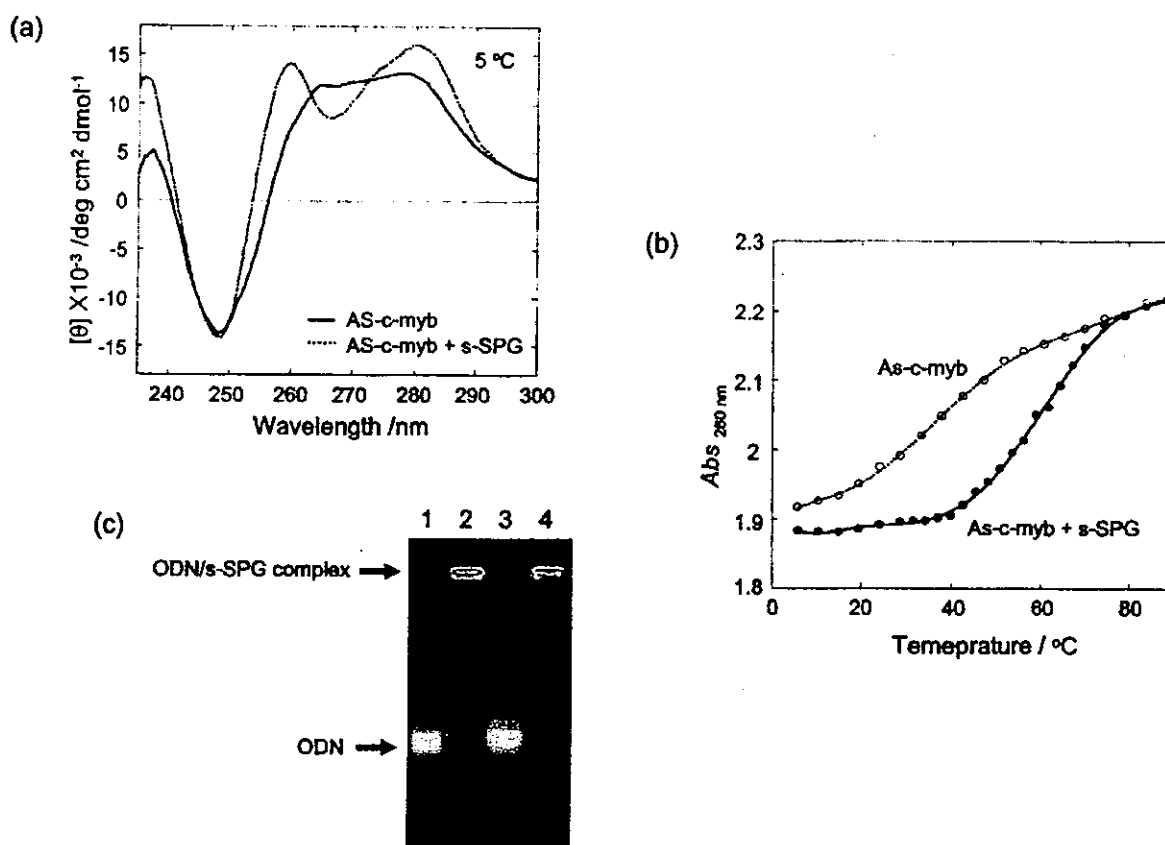 (a)
15
10
5
0
-5
-10
-15
[θ] X10⁻³ /deg cm² dmol⁻¹
5 ºC
AS-c-myb
AS-c-myb + s-SPG
240 250 260 270 280 290 300
Wavelength /nm
(b)
2.3
2.2
2.1
2
1.9
1.8
Abs 260 nm
As-c-myb
As-c-myb + s-SPG
0 20 40 60 80
Temeprature / ºC
(c)
1 2 3 4
ODN/s-SPG complex
ODN